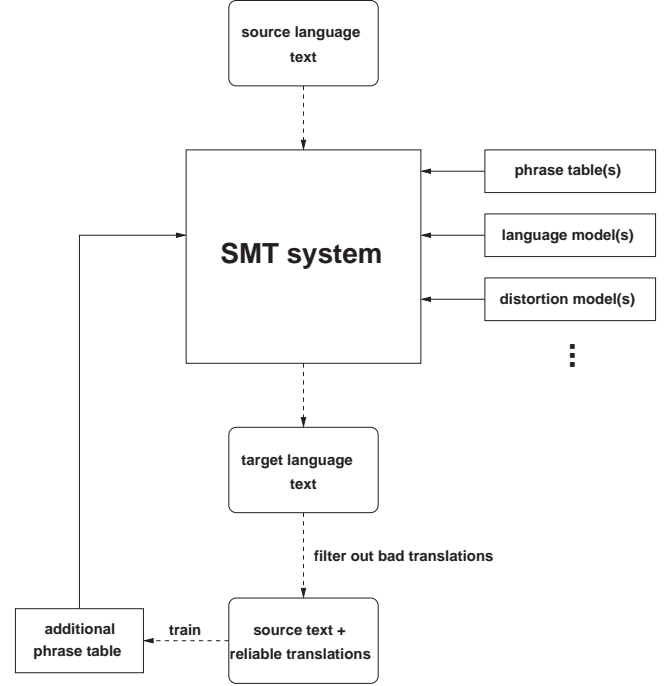 source language
text
phrase table(s)
SMT system
language model(s)
distortion model(s)
target language
text
filter out bad translations
additional
phrase table
train
source text +
reliable translations